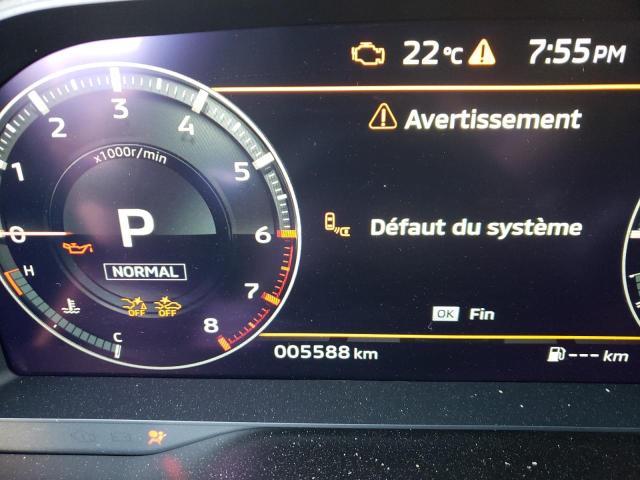 22°C 7:55PM
Avertissement
Défaut du système
OK Fin
005588 km
--- km
0 1 2 3 4 5 6 7 8
x1000r/min
P
NORMAL
OFF OFF
H
C